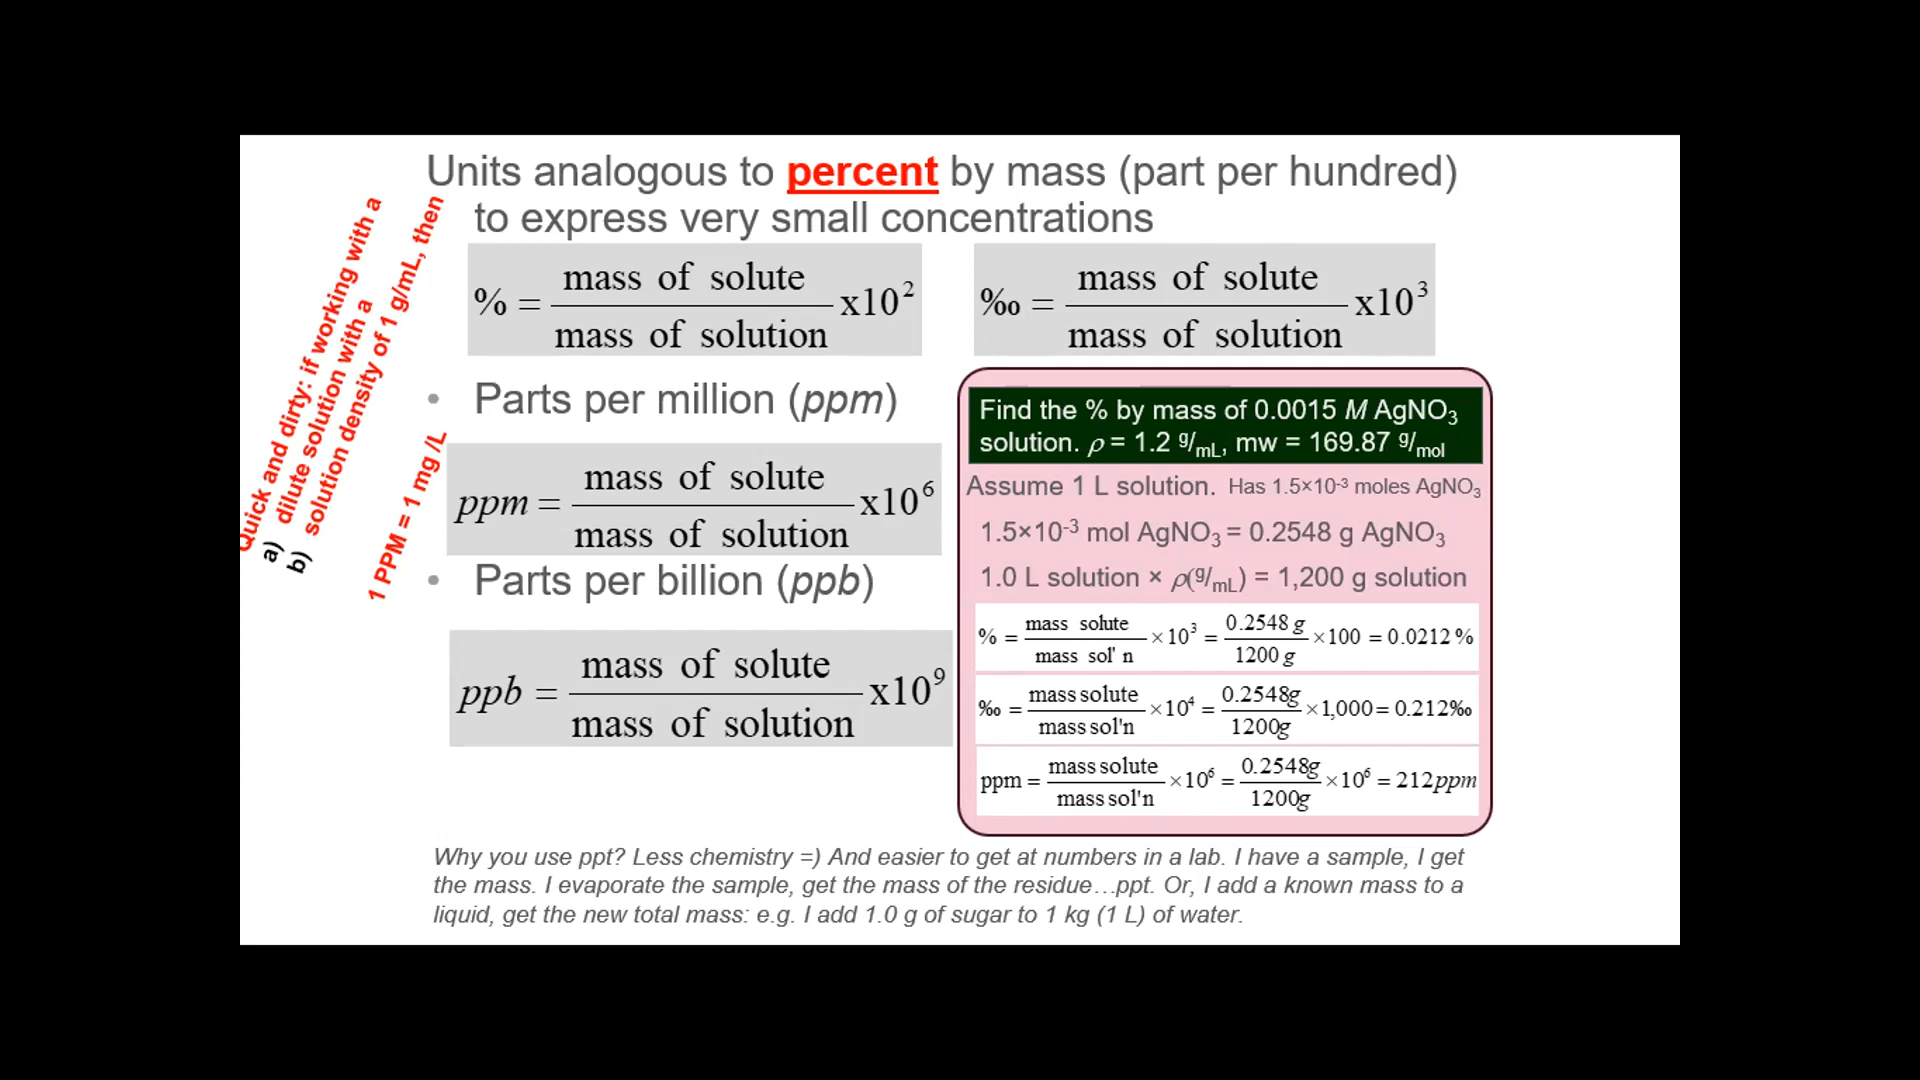 Units analogous to percent by mass (part per hundred)
to express very small concentrations
% = mass of solute / mass of solution x10²
‰ = mass of solute / mass of solution x10³
Quick and dirty: if working with a
a) dilute solution with a
b) solution density of 1 g/mL, then
1 PPM = 1 mg /L
• Parts per million (ppm)
ppm = mass of solute / mass of solution x10⁶
• Parts per billion (ppb)
ppb = mass of solute / mass of solution x10⁹
Find the % by mass of 0.0015 M AgNO₃
solution. ρ = 1.2 g/mL, mw = 169.87 g/mol
Assume 1 L solution. Has 1.5×10⁻³ moles AgNO₃
1.5×10⁻³ mol AgNO₃ = 0.2548 g AgNO₃
1.0 L solution × ρ(g/mL) = 1,200 g solution
% = mass solute / mass sol'n ×10³ = 0.2548 g / 1200 g ×100 = 0.0212 %
‰ = mass solute / mass sol'n ×10⁴ = 0.2548g / 1200g ×1,000 = 0.212‰
ppm = mass solute / mass sol'n ×10⁶ = 0.2548g / 1200g ×10⁶ = 212ppm
Why you use ppt? Less chemistry =) And easier to get at numbers in a lab. I have a sample, I get
the mass. I evaporate the sample, get the mass of the residue…ppt. Or, I add a known mass to a
liquid, get the new total mass: e.g. I add 1.0 g of sugar to 1 kg (1 L) of water.